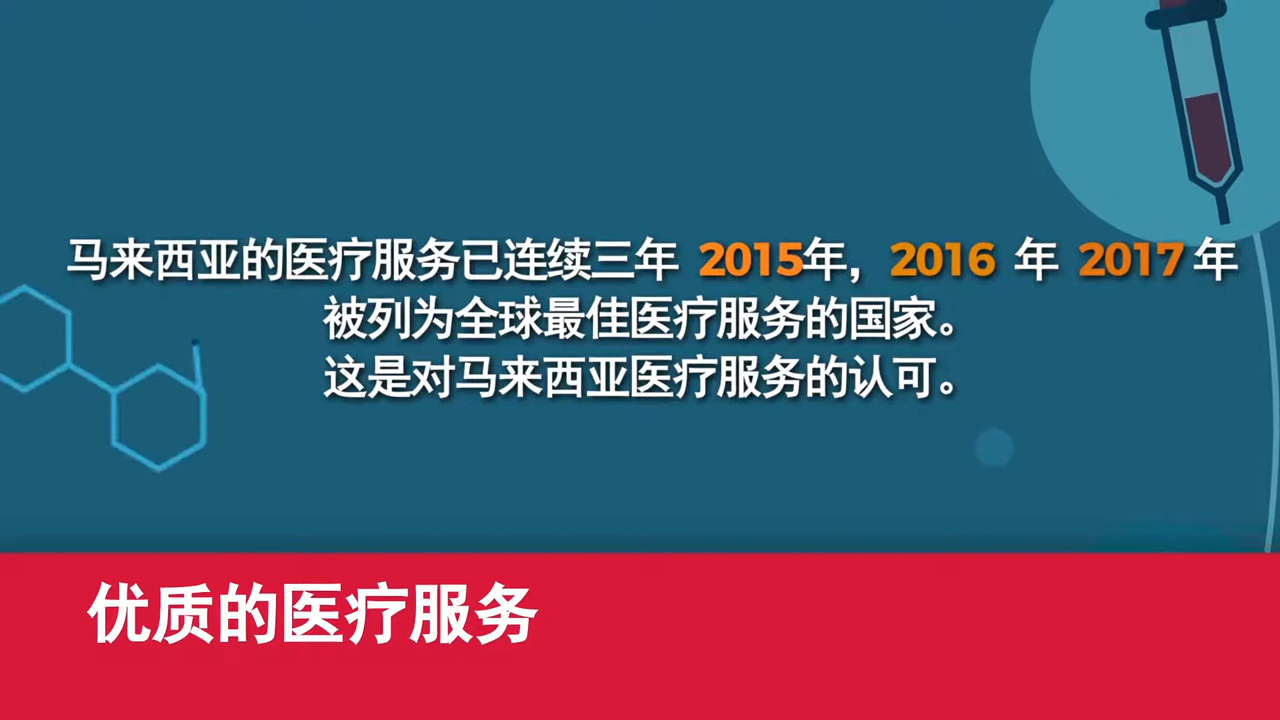 马来西亚的医疗服务已连续三年 2015年，2016 年 2017 年
被列为全球最佳医疗服务的国家。
这是对马来西亚医疗服务的认可。
优质的医疗服务